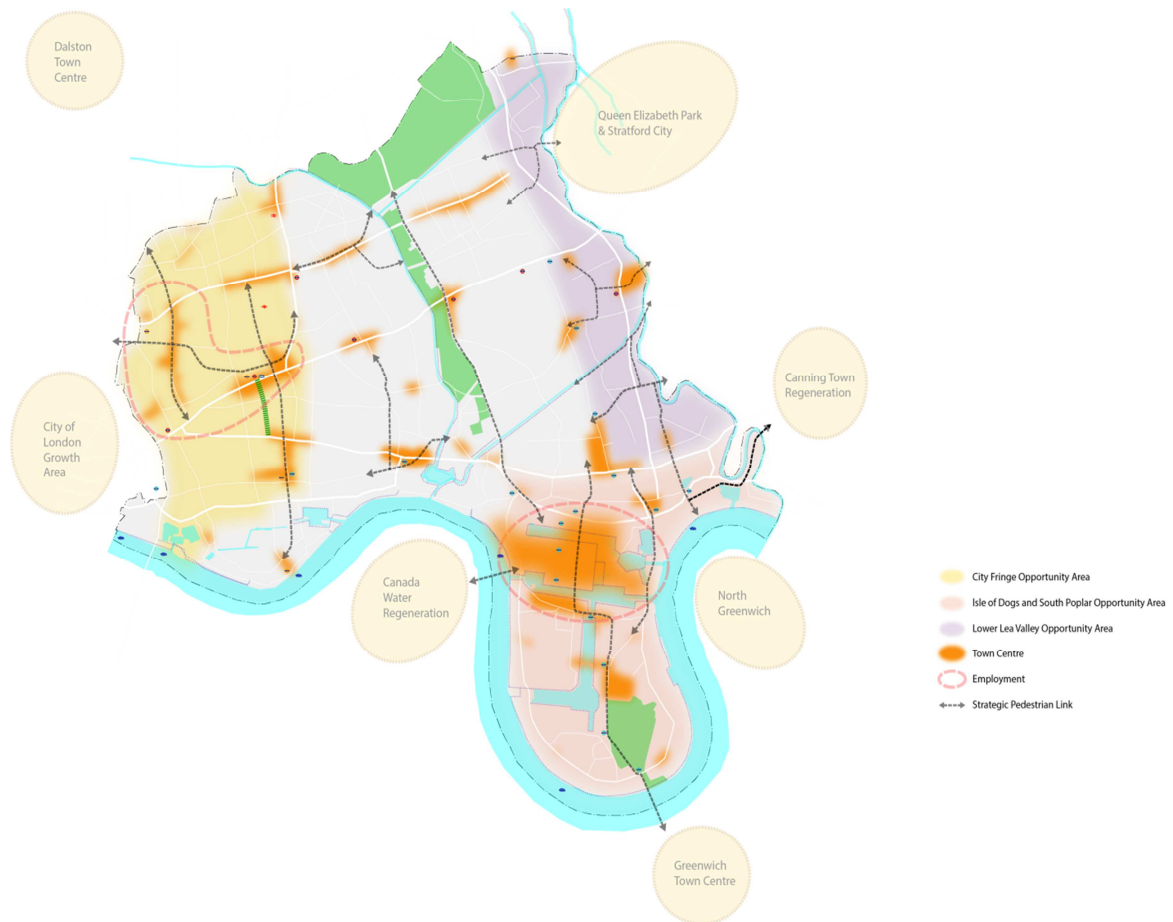 Dalston
Town
Centre
Queen Elizabeth Park
& Stratford City
Canning Town
Regeneration
City of
London
Growth
Area
Canada
Water
Regeneration
North
Greenwich
Greenwich
Town Centre
City Fringe Opportunity Area
Isle of Dogs and South Poplar Opportunity Area
Lower Lea Valley Opportunity Area
Town Centre
Employment
Strategic Pedestrian Link